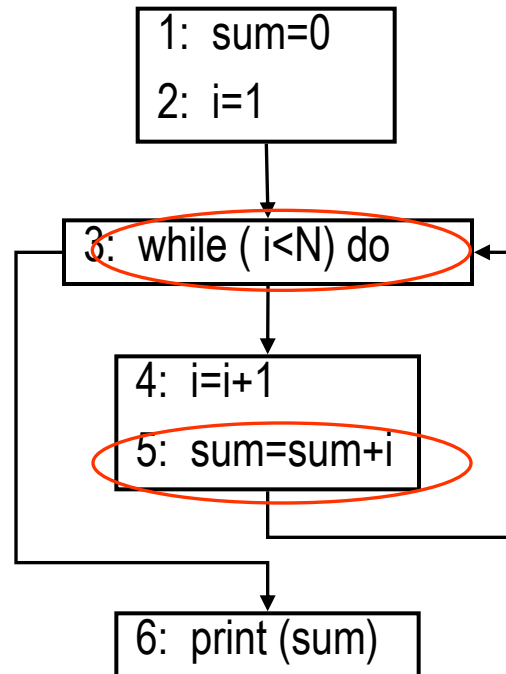 1: sum=0
2: i=1
3: while ( i<N) do
4: i=i+1
5: sum=sum+i
6: print (sum)